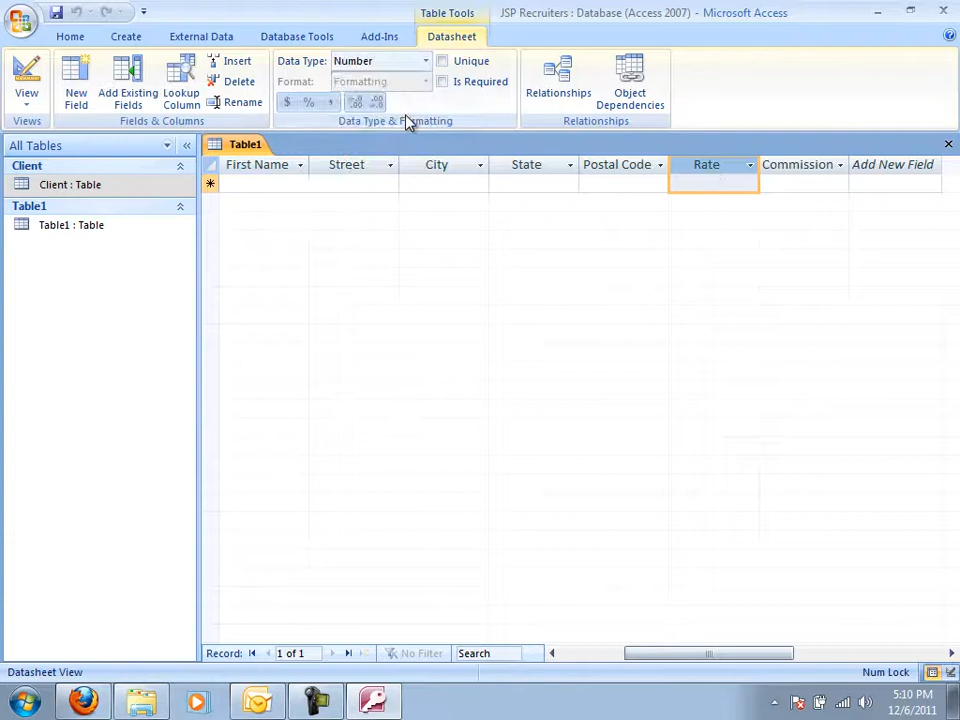 JSP Recruiters : Database (Access 2007) - Microsoft Access
Table Tools
Home Create External Data Database Tools Add-Ins Datasheet
View
Views
New Field
Add Existing Fields
Lookup Column
Insert
Delete
Rename
Fields & Columns
Data Type: Number
Format: Formatting
$ % ,
Unique
Is Required
Data Type & Formatting
Relationships
Object Dependencies
Relationships
All Tables
Client
Client : Table
Table1
Table1 : Table
Table1
First Name Street City State Postal Code Rate Commission Add New Field
Record: 1 of 1 No Filter Search
Datasheet View
Num Lock
5:10 PM
12/6/2011